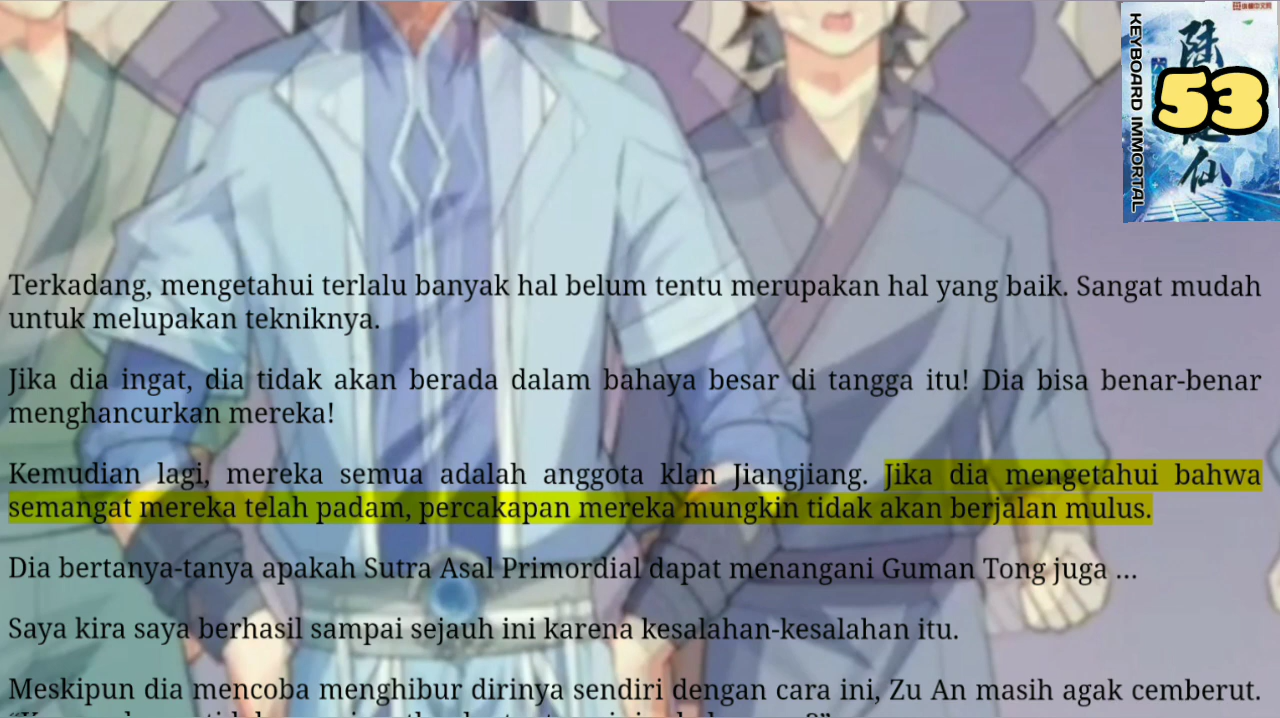 KEYBOARD IMMORTAL
53
仙
Terkadang, mengetahui terlalu banyak hal belum tentu merupakan hal yang baik. Sangat mudah
untuk melupakan tekniknya.
Jika dia ingat, dia tidak akan berada dalam bahaya besar di tangga itu! Dia bisa benar-benar
menghancurkan mereka!
Kemudian lagi, mereka semua adalah anggota klan Jiangjiang. Jika dia mengetahui bahwa
semangat mereka telah padam, percakapan mereka mungkin tidak akan berjalan mulus.
Dia bertanya-tanya apakah Sutra Asal Primordial dapat menangani Guman Tong juga ...
Saya kira saya berhasil sampai sejauh ini karena kesalahan-kesalahan itu.
Meskipun dia mencoba menghibur dirinya sendiri dengan cara ini, Zu An masih agak cemberut.